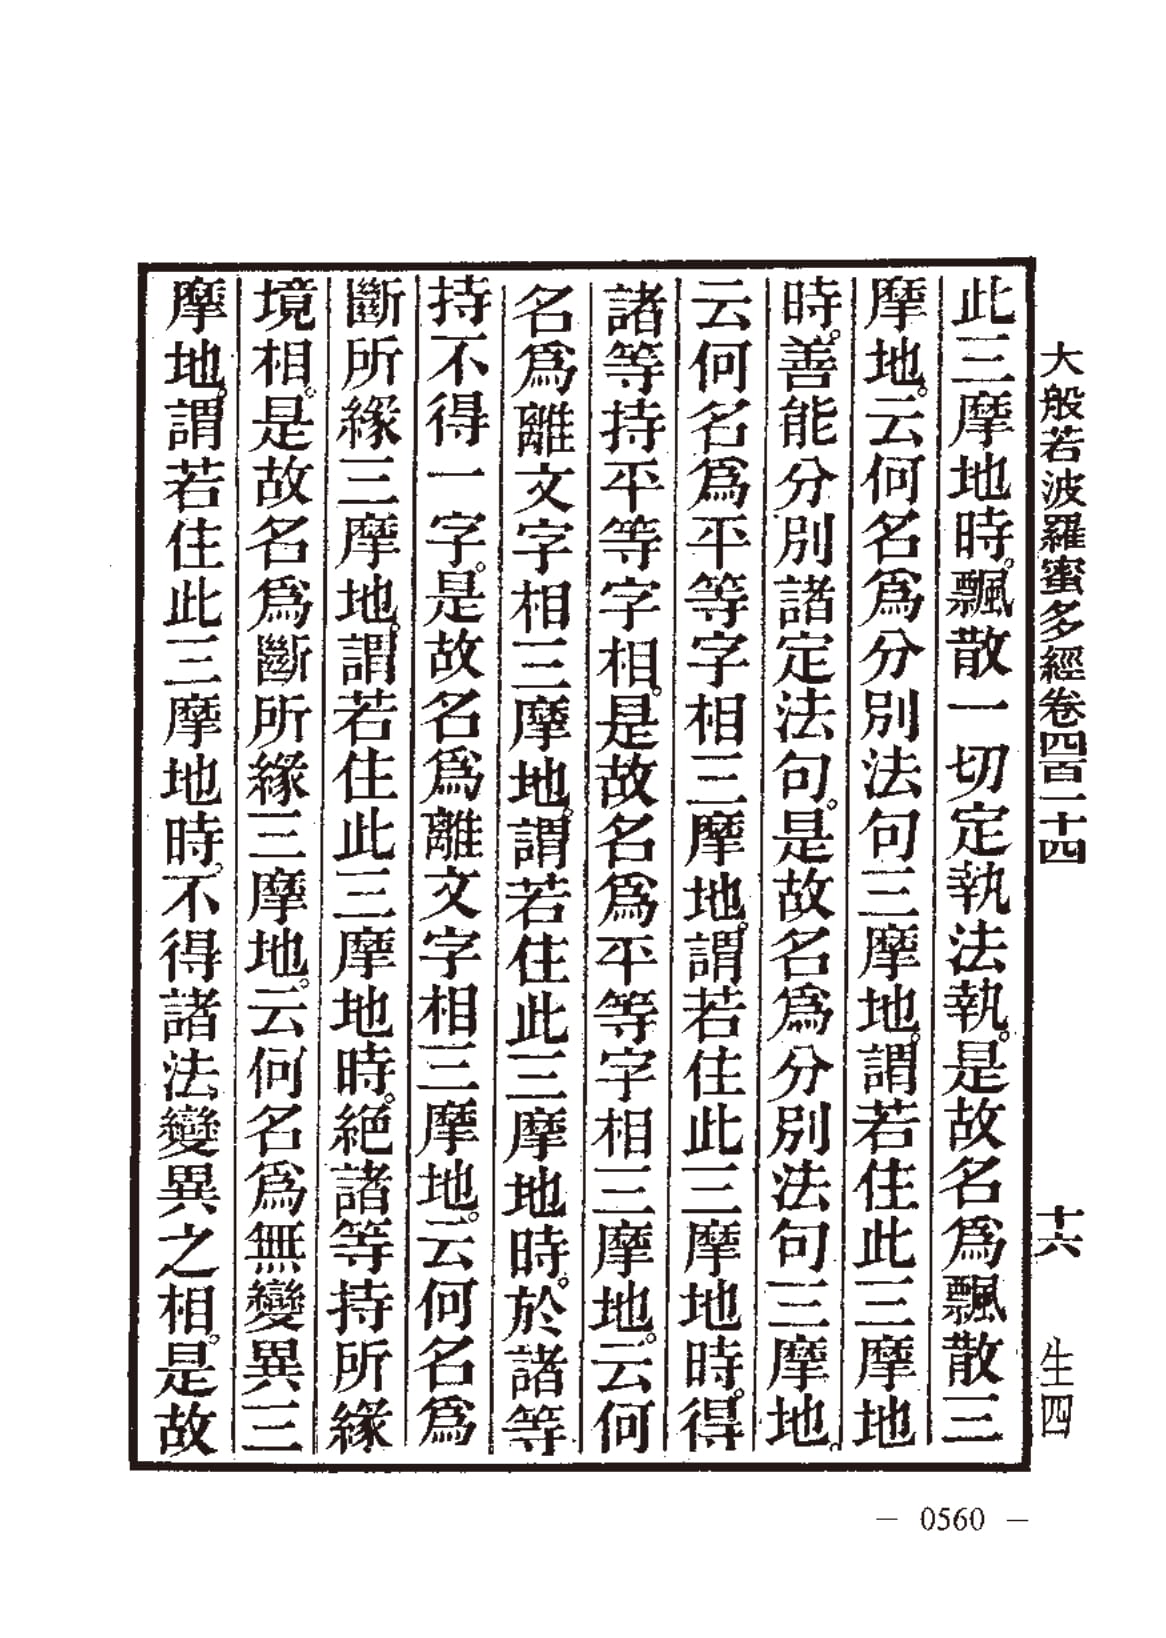 大般若波羅蜜多經卷四百一十四　十六　生四
此三摩地時。飄散一切定執法執。是故名爲飄散三
摩地。云何名爲分別法句三摩地。謂若住此三摩地
時。善能分別諸定法句。是故名爲分別法句三摩地。
云何名爲平等字相三摩地。謂若住此三摩地時。得
諸等持平等字相。是故名爲平等字相三摩地。云何
名爲離文字相三摩地。謂若住此三摩地時。於諸等
持不得一字。是故名爲離文字相三摩地。云何名爲
斷所緣三摩地。謂若住此三摩地時。絕諸等持所緣
境相。是故名爲斷所緣三摩地。云何名爲無變異三
摩地。謂若住此三摩地時。不得諸法變異之相。是故
— 0560 —